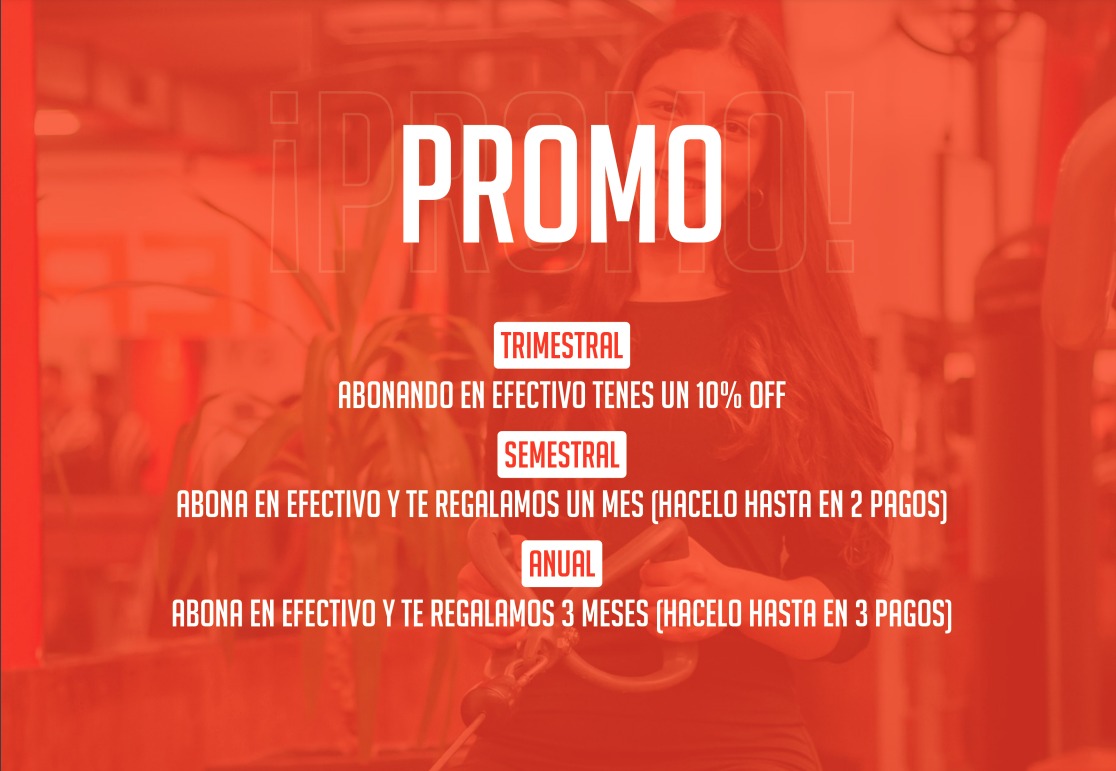 ¡PROMO!
PROMO
TRIMESTRAL
ABONANDO EN EFECTIVO TENES UN 10% OFF
SEMESTRAL
ABONA EN EFECTIVO Y TE REGALAMOS UN MES (HACELO HASTA EN 2 PAGOS)
ANUAL
ABONA EN EFECTIVO Y TE REGALAMOS 3 MESES (HACELO HASTA EN 3 PAGOS)